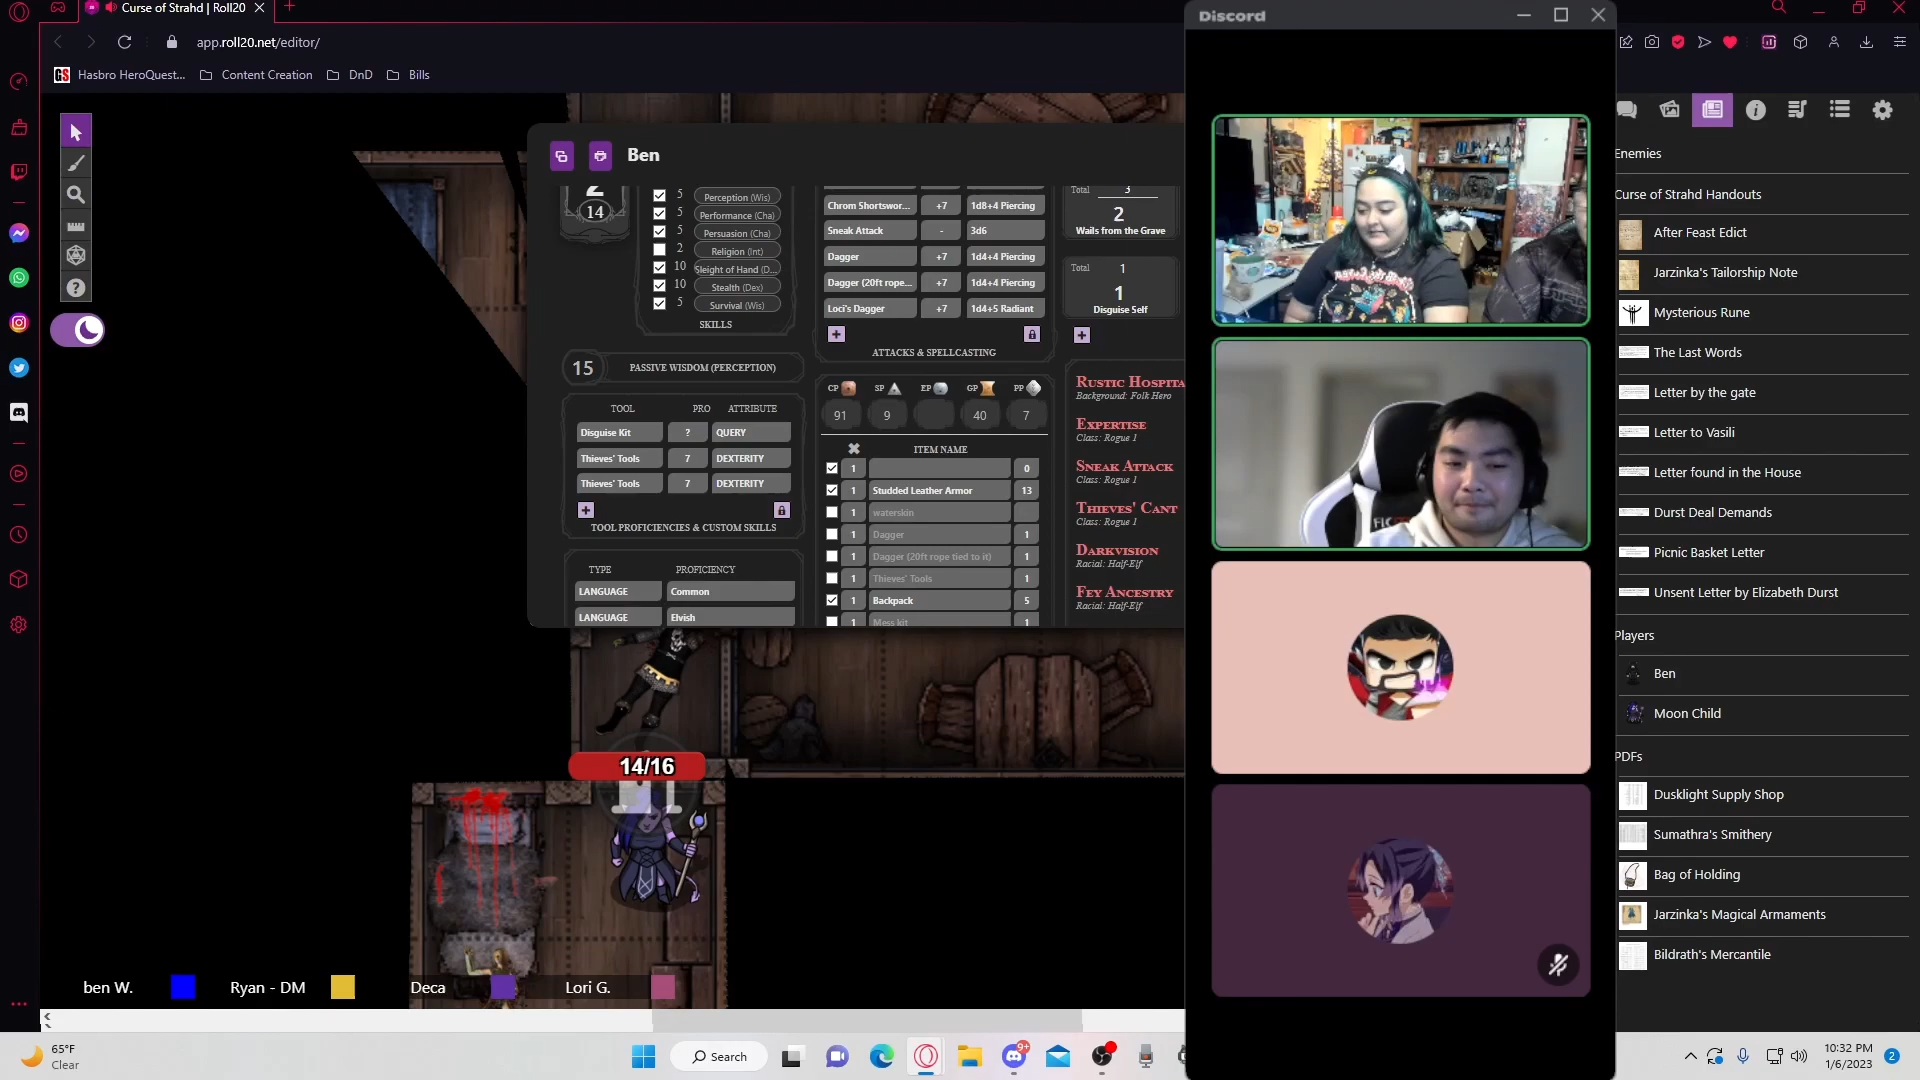 Curse of Strahd | Roll20
Discord
app.roll20.net/editor/
GS Hasbro HeroQuest... Content Creation DnD Bills
Ben
2
14
5 Perception (Wis)
5 Performance (Cha)
5 Persuasion (Cha)
2 Religion (Int)
10 Sleight of Hand (D...
10 Stealth (Dex)
5 Survival (Wis)
SKILLS
Chrom Shortswor... +7 1d8+4 Piercing
Sneak Attack - 3d6
Dagger +7 1d4+4 Piercing
Dagger (20ft rope... +7 1d4+4 Piercing
Loci's Dagger +7 1d4+5 Radiant
ATTACKS & SPELLCASTING
Total 3
2
Wails from the Grave
Total 1
1
Disguise Self
15 PASSIVE WISDOM (PERCEPTION)
TOOL PRO ATTRIBUTE
Disguise Kit ? QUERY
Thieves' Tools 7 DEXTERITY
Thieves' Tools 7 DEXTERITY
TOOL PROFICIENCIES & CUSTOM SKILLS
TYPE PROFICIENCY
LANGUAGE Common
LANGUAGE Elvish
CP SP EP GP PP
91 9 40 7
ITEM NAME
1 0
1 Studded Leather Armor 13
1 waterskin
1 Dagger 1
1 Dagger (20ft rope tied to it) 1
1 Thieves' Tools 1
1 Backpack 5
1 Mess kit 1
RUSTIC HOSPITA
Background: Folk Hero
EXPERTISE
Class: Rogue 1
SNEAK ATTACK
Class: Rogue 1
THIEVES' CANT
Class: Rogue 1
DARKVISION
Racial: Half-Elf
FEY ANCESTRY
Racial: Half-Elf
14/16
ben W. Ryan - DM Deca Lori G.
Enemies
Curse of Strahd Handouts
After Feast Edict
Jarzinka's Tailorship Note
Mysterious Rune
The Last Words
Letter by the gate
Letter to Vasili
Letter found in the House
Durst Deal Demands
Picnic Basket Letter
Unsent Letter by Elizabeth Durst
Players
Ben
Moon Child
PDFs
Dusklight Supply Shop
Sumathra's Smithery
Bag of Holding
Jarzinka's Magical Armaments
Bildrath's Mercantile
65°F
Clear
Search
9+
10:32 PM
1/6/2023
2